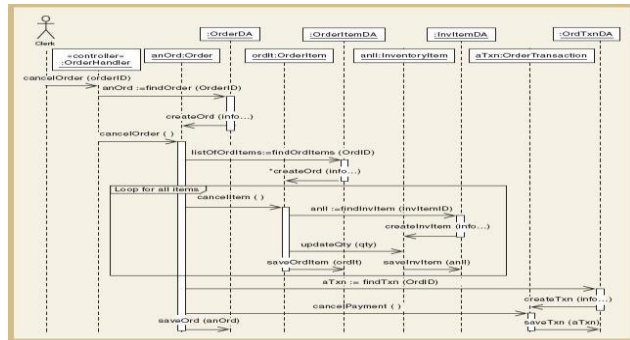 :OrderDA
:OrderItemDA
:InvItemDA
:OrdTxnDA
Clerk
«controller»
:OrderHandler
anOrd:Order
ordIt:OrderItem
anII:InventoryItem
aTxn:OrderTransaction
cancelOrder (orderID)
anOrd :=findOrder (OrderID)
createOrd (info...)
cancelOrder ( )
listOfOrdItems:=findOrdItems (OrdID)
*createOrd (info...)
Loop for all items
cancelItem ( )
anII :=findInvItem (InvItemID)
createInvItem (info...)
updateQty (qty)
saveOrdItem (ordIt)
saveInvItem (anII)
aTxn := findTxn (OrdID)
createTxn (info...)
cancelPayment ( )
saveOrd (anOrd)
saveTxn (aTxn)